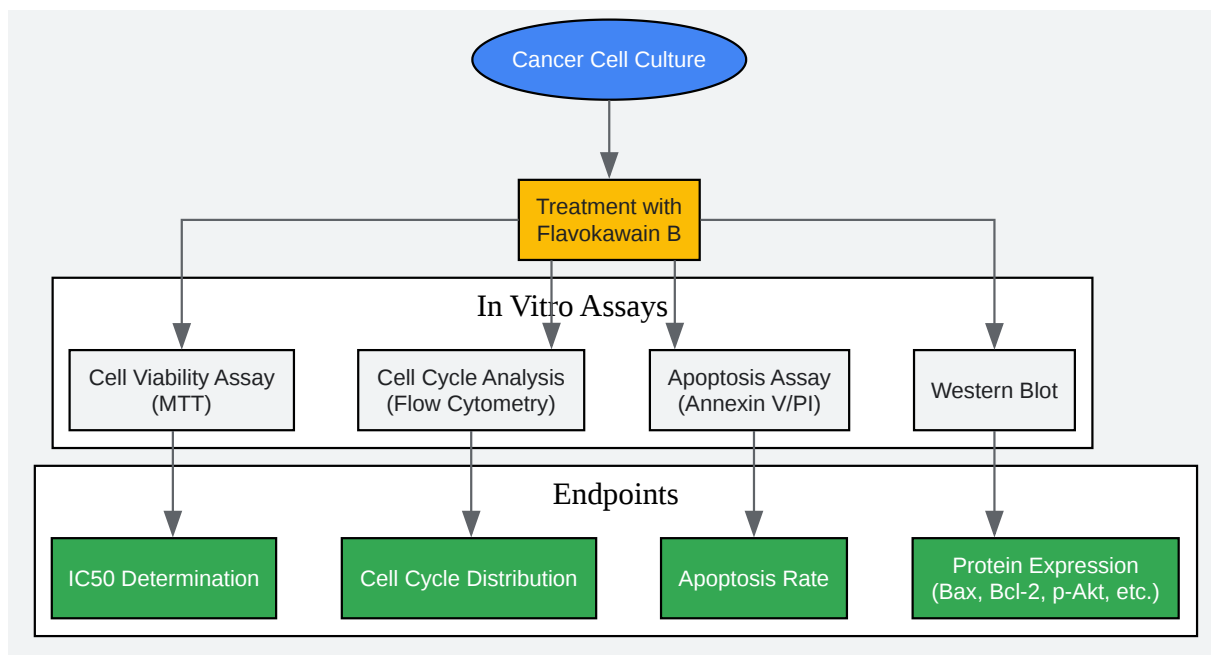 Cancer Cell Culture
Treatment with
Flavokawain B
In Vitro Assays
Cell Viability Assay
(MTT)
Cell Cycle Analysis
(Flow Cytometry)
Apoptosis Assay
(Annexin V/PI)
Western Blot
Endpoints
IC50 Determination
Cell Cycle Distribution
Apoptosis Rate
Protein Expression
(Bax, Bcl-2, p-Akt, etc.)